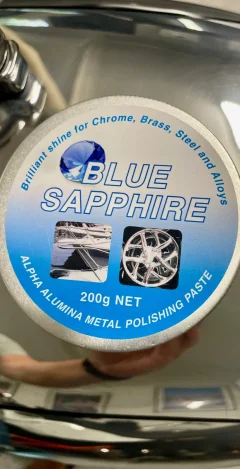 Brilliant shine for Chrome, Brass, Steel and Alloys
BLUE
SAPPHIRE
200g NET
ALPHA ALUMINA METAL POLISHING PASTE